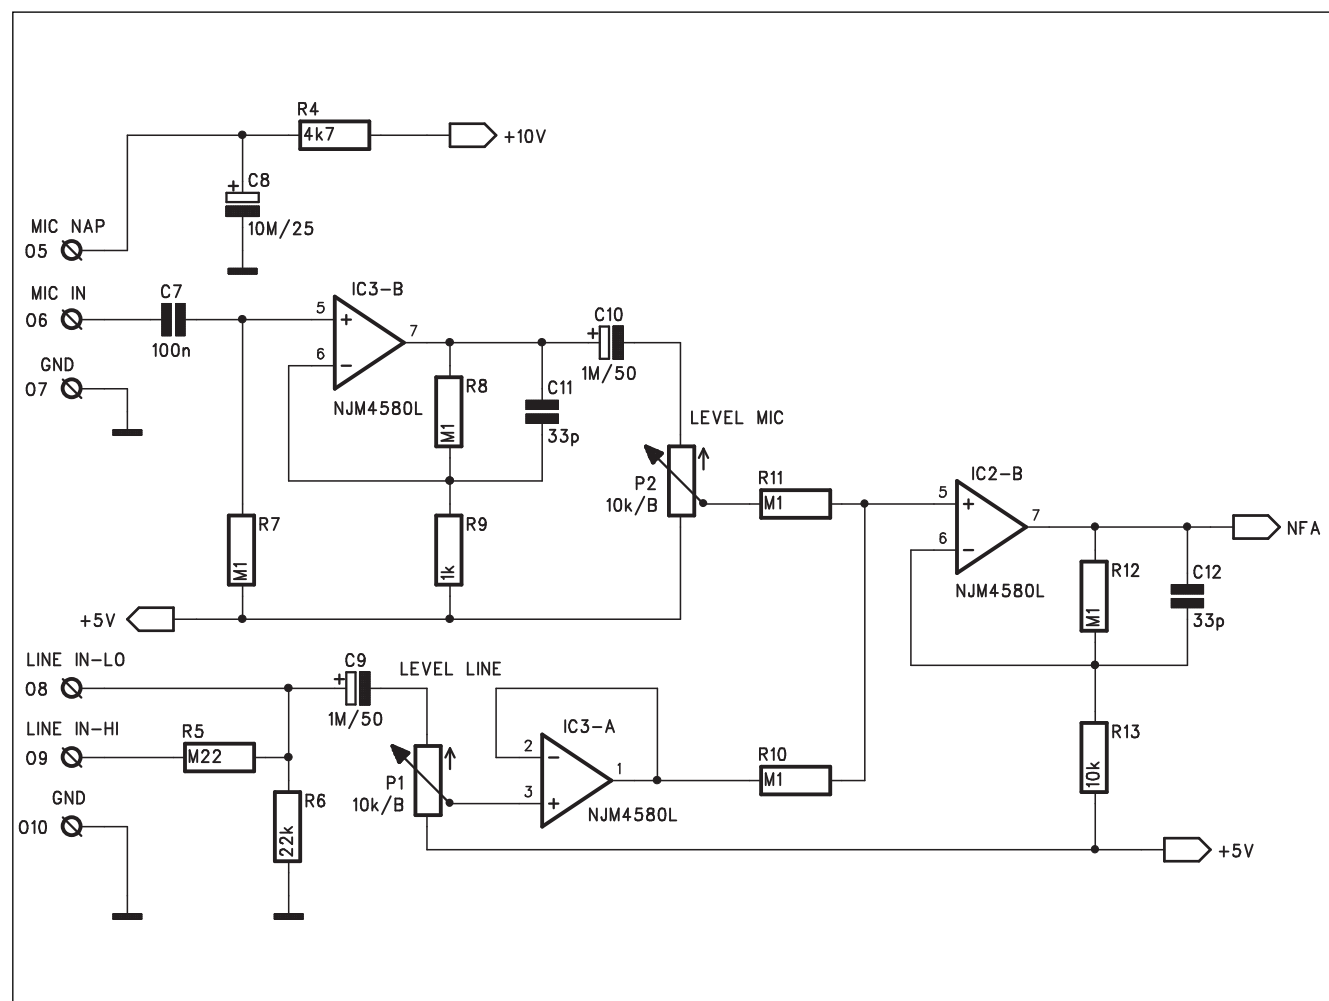 R4
4k7
+10V
+
C8
10M/25
MIC NAP
O5
MIC IN
O6
C7
100n
GND
O7
IC3-B
5
+
6
−
7
NJM4580L
R8
M1
C11
33p
+
C10
1M/50
LEVEL MIC
P2
10k/B
R7
M1
R9
1k
+5V
R11
M1
IC2-B
5
+
6
−
7
NJM4580L
NFA
R12
M1
C12
33p
LINE IN-LO
O8
LINE IN-HI
O9
R5
M22
GND
O10
R6
22k
+
C9
1M/50
LEVEL LINE
P1
10k/B
IC3-A
2
−
3
+
1
NJM4580L
R10
M1
R13
10k
+5V